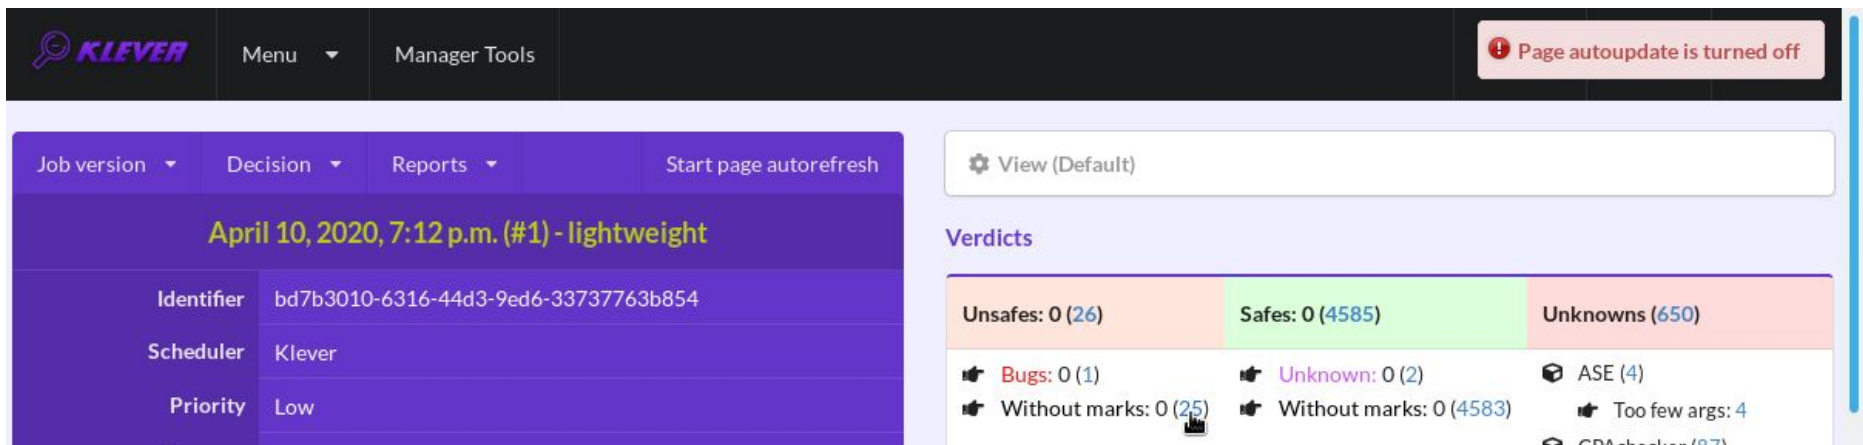 KLEVER Menu Manager Tools
Page autoupdate is turned off
Job version Decision Reports Start page autorefresh
April 10, 2020, 7:12 p.m. (#1) - lightweight
Identifier bd7b3010-6316-44d3-9ed6-33737763b854
Scheduler Klever
Priority Low
View (Default)
Verdicts
Unsafes: 0 (26) Safes: 0 (4585) Unknowns (650)
Bugs: 0 (1) Unknown: 0 (2) ASE (4)
Without marks: 0 (25) Without marks: 0 (4583) Too few args: 4